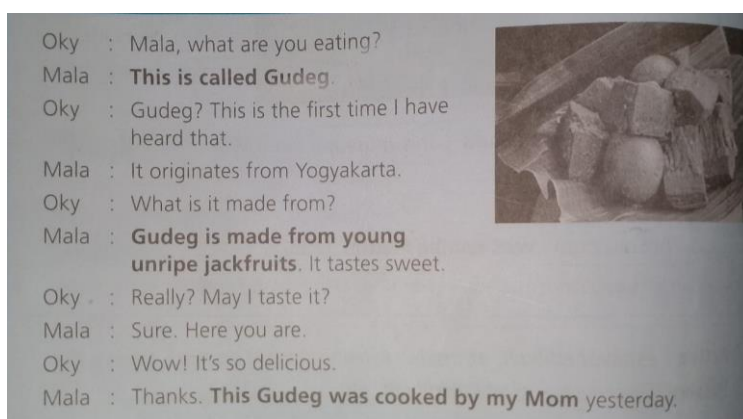 Oky : Mala, what are you eating?
Mala : This is called Gudeg.
Oky : Gudeg? This is the first time I have
heard that.
Mala : It originates from Yogyakarta.
Oky : What is it made from?
Mala : Gudeg is made from young
unripe jackfruits. It tastes sweet.
Oky : Really? May I taste it?
Mala : Sure. Here you are.
Oky : Wow! It's so delicious.
Mala : Thanks. This Gudeg was cooked by my Mom yesterday.